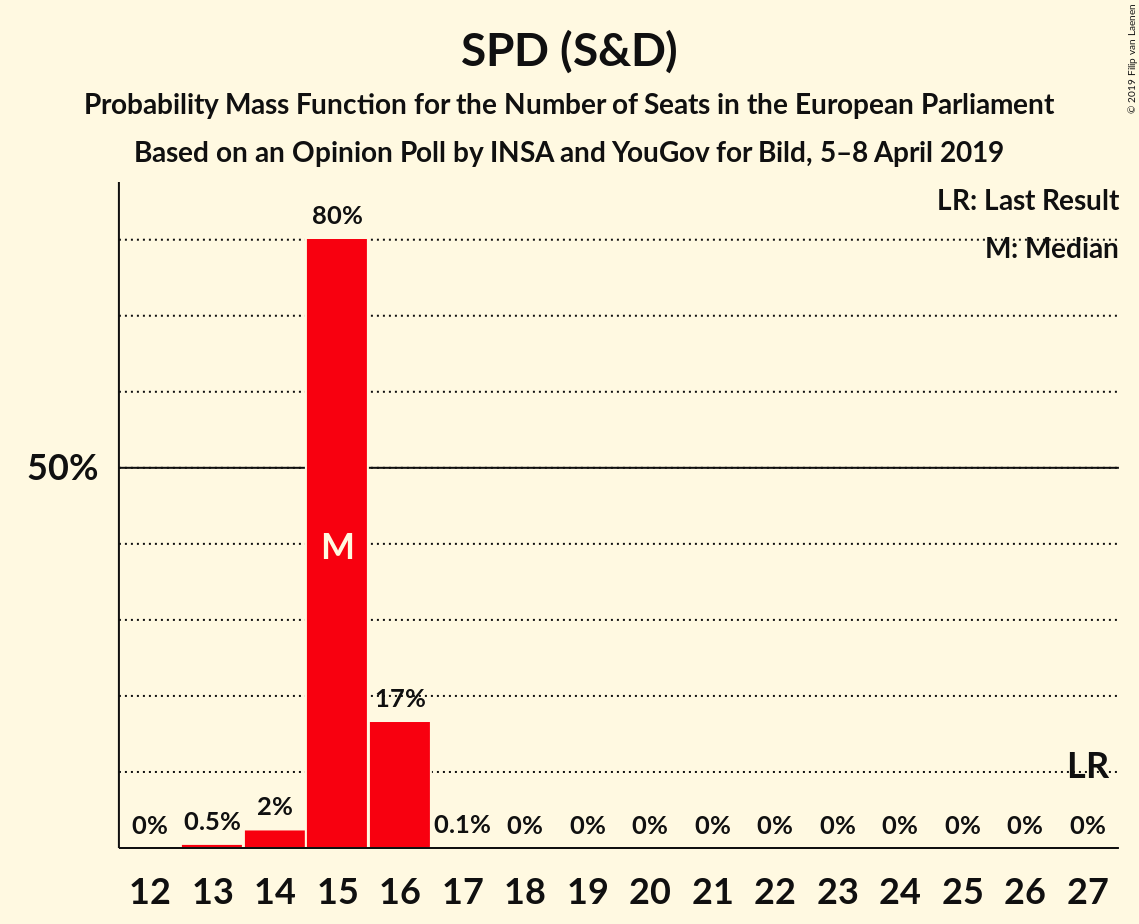 SPD (S&D)
Probability Mass Function for the Number of Seats in the European Parliament
Based on an Opinion Poll by INSA and YouGov for Bild, 5–8 April 2019
© 2019 Filip van Laenen
LR: Last Result
M: Median
80%
50%
M
17%
LR
0% 0.5% 2% 0.1% 0% 0% 0% 0% 0% 0% 0% 0% 0% 0%
12 13 14 15 16 17 18 19 20 21 22 23 24 25 26 27